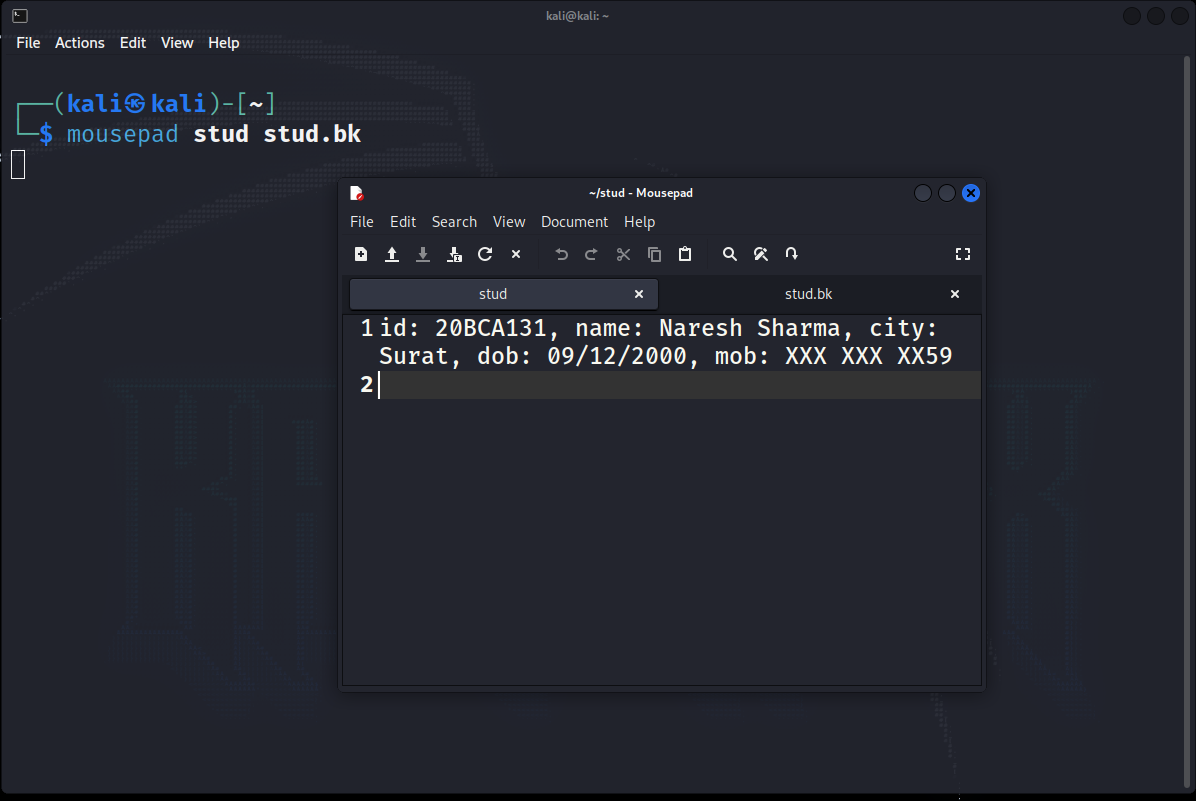 kali@kali: ~
File Actions Edit View Help
┌──(kali㉿kali)-[~]
└─$ mousepad stud stud.bk
~/stud - Mousepad
File Edit Search View Document Help
stud stud.bk
1 id: 20BCA131, name: Naresh Sharma, city:
Surat, dob: 09/12/2000, mob: XXX XXX XX59
2